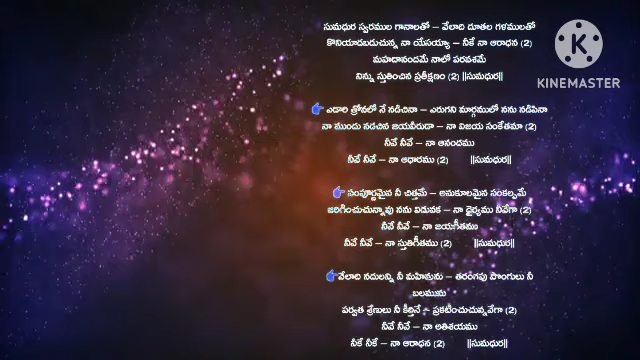 సుమధుర స్వరముల గానాలతో – వేలాది దూతల గళములతో
కొనియాడబడుచున్న నా యేసయ్యా – నీకే నా ఆరాధన (2)
మహదానందమే నాలో పరవశమే
నిన్ను స్తుతించిన ప్రతీక్షణం (2) ||సుమధుర||
K
KINEMASTER
👉 ఎడారి త్రోవలో నే నడిచినా – ఎరుగని మార్గములో నను నడిపినా
నా ముందు నడచిన జయవీరుడా – నా విజయ సంకేతమా (2)
నీవే నీవే – నా ఆనందము
నీవే నీవే – నా ఆధారము (2) ||సుమధుర||
👉 సంపూర్ణమైన నీ చిత్తమే – అనుకూలమైన సంకల్పమే
జరిగించుచున్నావు నను విడువక – నా ధైర్యము నీవేగా (2)
నీవే నీవే – నా జయగీతము
నీవే నీవే – నా స్తుతిగీతము (2) ||సుమధుర||
👉వేలాది నదులన్ని నీ మహిమను – తరంగపు పొంగులు నీ
బలమును
పర్వత శ్రేణులు నీ కీర్తినే – ప్రకటించుచున్నవేగా (2)
నీవే నీవే – నా అతిశయము
నీకే నీకే – నా ఆరాధన (2) ||సుమధుర||